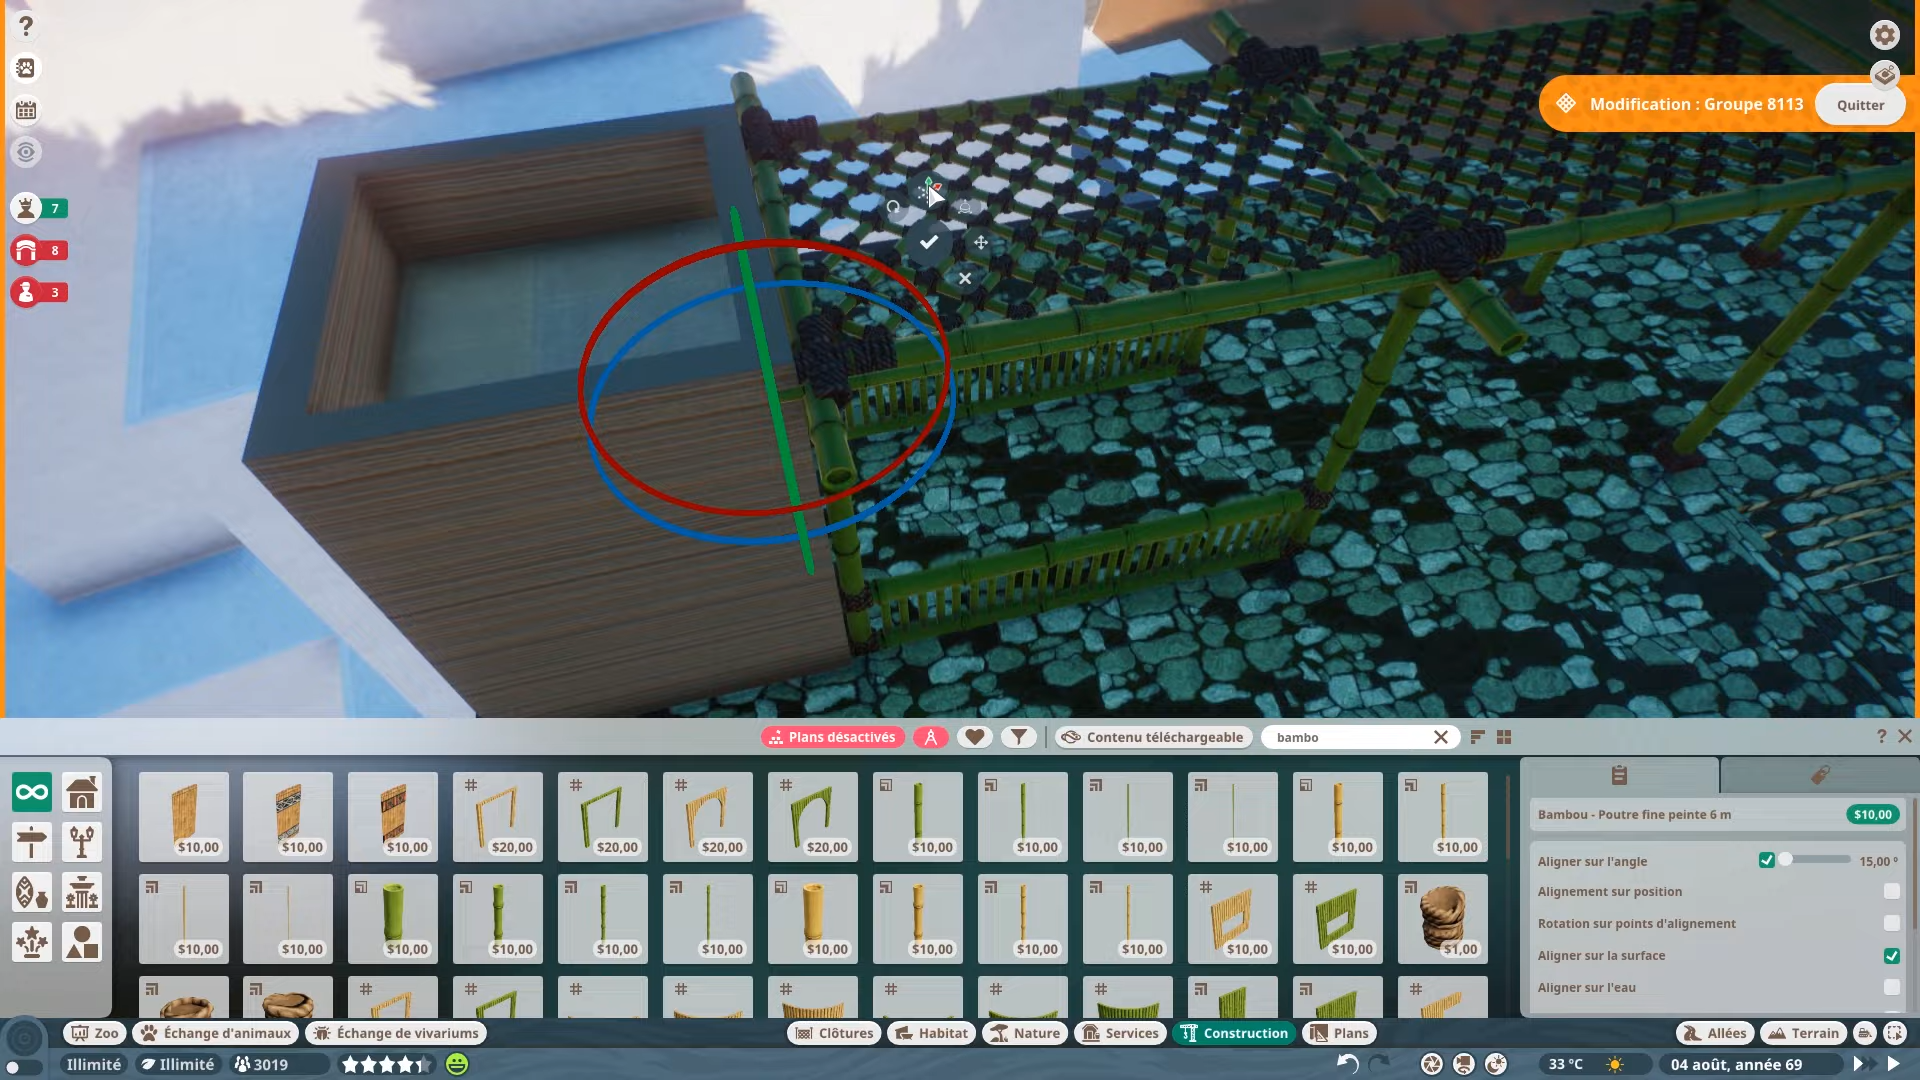 ?
Modification : Groupe 8113
Quitter
7
8
3
Plans désactivés
Contenu téléchargeable
bambo
?
$10,00 $10,00 $10,00 $20,00 $20,00 $20,00 $20,00 $10,00 $10,00 $10,00 $10,00 $10,00 $10,00
$10,00 $10,00 $10,00 $10,00 $10,00 $10,00 $10,00 $10,00 $10,00 $10,00 $10,00 $10,00 $1,00
Bambou - Poutre fine peinte 6 m $10,00
Aligner sur l'angle 15,00 °
Alignement sur position
Rotation sur points d'alignement
Aligner sur la surface
Aligner sur l'eau
Zoo Échange d'animaux Échange de vivariums Clôtures Habitat Nature Services Construction Plans Allées Terrain
Illimité Illimité 3019 33 °C 04 août, année 69